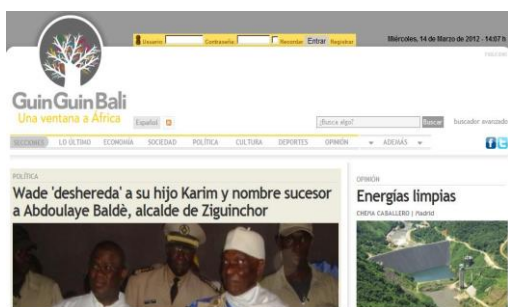 Usuario
Contraseña
Recordar
Entrar
Registrar
Miércoles, 14 de Marzo de 2012 - 14:07 h
GuinGuinBali
Una ventana a África
Español
¿Busca algo?
Buscar
buscador avanzado
SECCIONES
LO ÚLTIMO
ECONOMÍA
SOCIEDAD
POLÍTICA
CULTURA
DEPORTES
OPINIÓN
ADEMÁS
POLÍTICA
Wade 'deshereda' a su hijo Karim y nombre sucesor
a Abdoulaye Baldè, alcalde de Ziguinchor
OPINIÓN
Energías limpias
CHEMA CABALLERO | Madrid